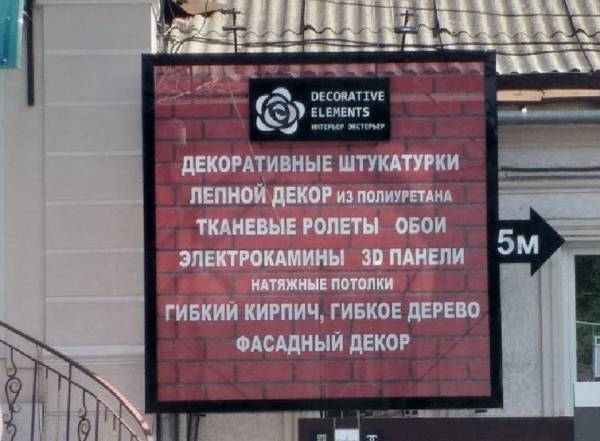 DECORATIVE
ELEMENTS
ИНТЕРЬЕР ЭКСТЕРЬЕР
ДЕКОРАТИВНЫЕ ШТУКАТУРКИ
ЛЕПНОЙ ДЕКОР ИЗ ПОЛИУРЕТАНА
ТКАНЕВЫЕ РОЛЕТЫ ОБОИ
ЭЛЕКТРОКАМИНЫ 3D ПАНЕЛИ
НАТЯЖНЫЕ ПОТОЛКИ
ГИБКИЙ КИРПИЧ, ГИБКОЕ ДЕРЕВО
ФАСАДНЫЙ ДЕКОР
5м